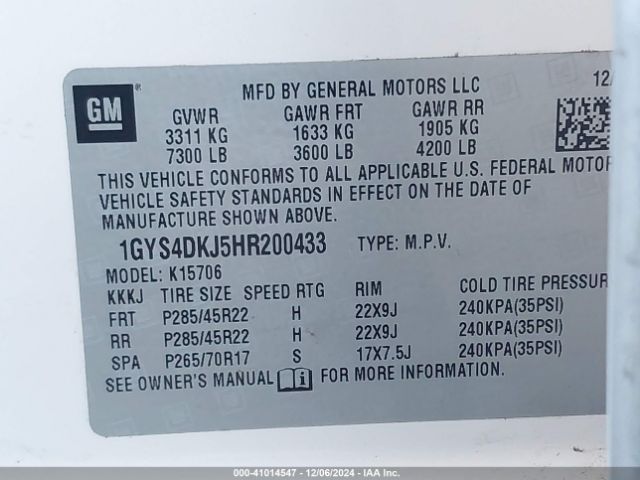 GM
®
MFD BY GENERAL MOTORS LLC
12/
GVWR GAWR FRT GAWR RR
3311 KG 1633 KG 1905 KG
7300 LB 3600 LB 4200 LB
THIS VEHICLE CONFORMS TO ALL APPLICABLE U.S. FEDERAL MOTOR
VEHICLE SAFETY STANDARDS IN EFFECT ON THE DATE OF
MANUFACTURE SHOWN ABOVE.
1GYS4DKJ5HR200433 TYPE: M.P.V.
MODEL: K15706
KKKJ TIRE SIZE SPEED RTG RIM COLD TIRE PRESSUR
FRT P285/45R22 H 22X9J 240KPA(35PSI)
RR P285/45R22 H 22X9J 240KPA(35PSI)
SPA P265/70R17 S 17X7.5J 240KPA(35PSI)
SEE OWNER'S MANUAL FOR MORE INFORMATION.
000-41014547 - 12/06/2024 - IAA Inc.